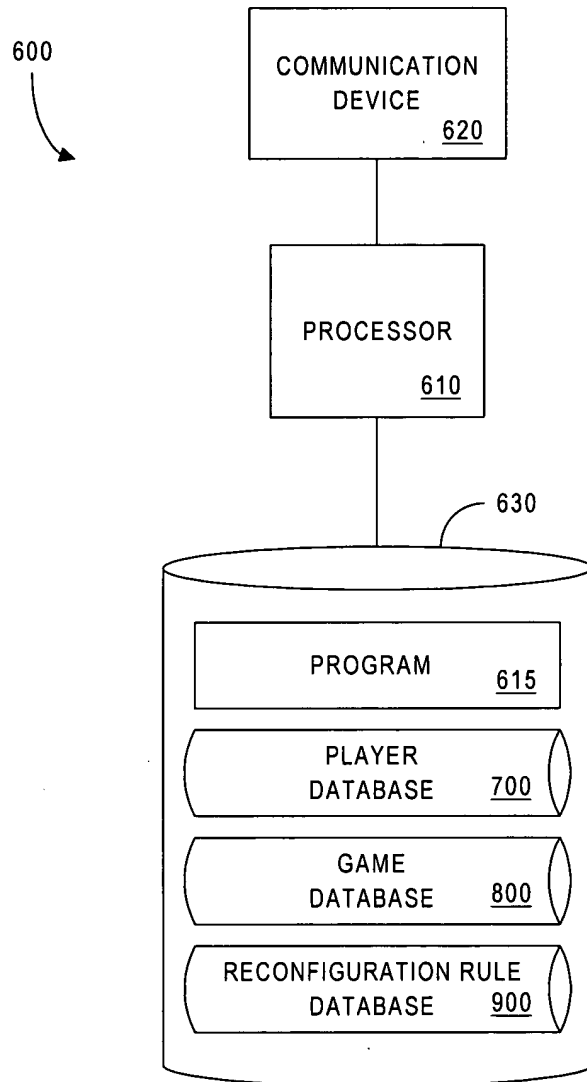 600
COMMUNICATION
DEVICE
620
PROCESSOR
610
630
PROGRAM
615
PLAYER
DATABASE
700
GAME
DATABASE
800
RECONFIGURATION RULE
DATABASE
900